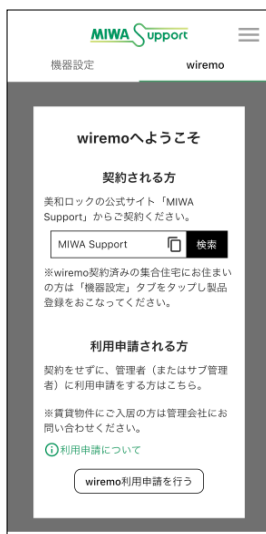 MIWA Support
機器設定
wiremo
wiremoへようこそ
契約される方
美和ロックの公式サイト「MIWA
Support」からご契約ください。
MIWA Support 検索
※wiremo契約済みの集合住宅にお住まい
の方は「機器設定」タブをタップし製品
登録をおこなってください。
利用申請される方
契約をせずに、管理者（またはサブ管理
者）に利用申請をする方はこちら。
※賃貸物件にご入居の方は管理会社にお
問い合わせください。
利用申請について
wiremo利用申請を行う